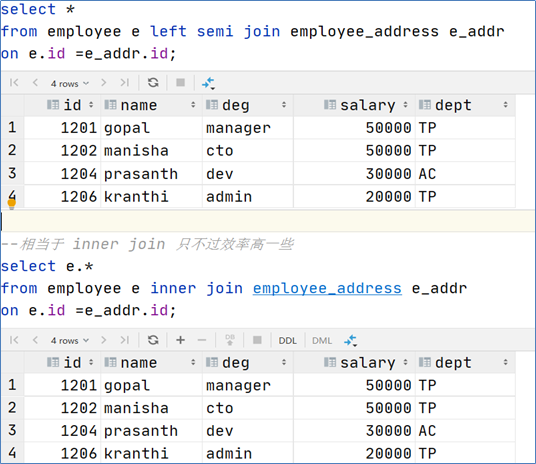 select *
from employee e left semi join employee_address e_addr
on e.id =e_addr.id;
4 rows
id name deg salary dept
1 1201 gopal manager 50000 TP
2 1202 manisha cto 50000 TP
3 1204 prasanth dev 30000 AC
4 1206 kranthi admin 20000 TP
--相当于 inner join 只不过效率高一些
select e.*
from employee e inner join employee_address e_addr
on e.id =e_addr.id;
4 rows DB DDL DML
id name deg salary dept
1 1201 gopal manager 50000 TP
2 1202 manisha cto 50000 TP
3 1204 prasanth dev 30000 AC
4 1206 kranthi admin 20000 TP